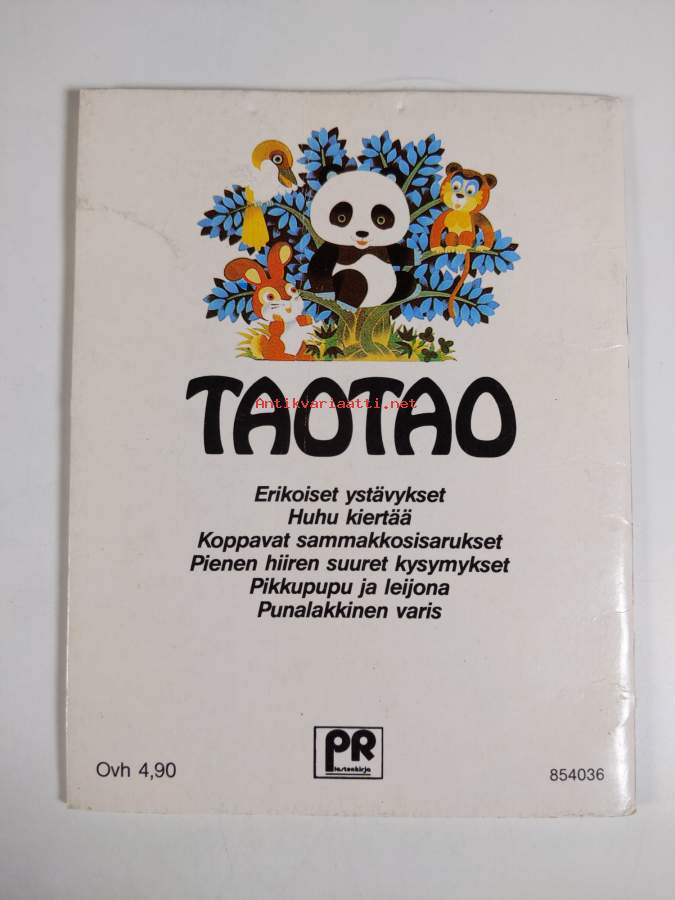 TAOTAO
Antikvariaatti.net
Erikoiset ystävykset
Huhu kiertää
Koppavat sammakkosisarukset
Pienen hiiren suuret kysymykset
Pikkupupu ja leijona
Punalakkinen varis
PR
lastenkirja
Ovh 4,90
854036